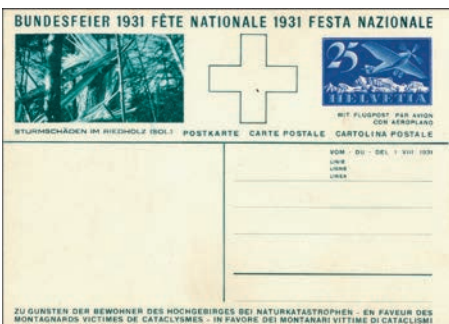 BUNDESFEIER 1931 FÊTE NATIONALE 1931 FESTA NAZIONALE
25
HELVETIA
MIT FLUGPOST PAR AVION
CON AEROPLANO
STURMSCHÄDEN IM RIEDHOLZ (SOL.)
POSTKARTE CARTE POSTALE CARTOLINA POSTALE
VOM - DU - DEL 1 VIII 1931
LINIE
LIGNE
LINEA
ZU GUNSTEN DER BEWOHNER DES HOCHGEBIRGES BEI NATURKATASTROPHEN - EN FAVEUR DES
MONTAGNARDS VICTIMES DE CATACLYSMES - IN FAVORE DEI MONTANARI VITTIME DI CATACLISMI